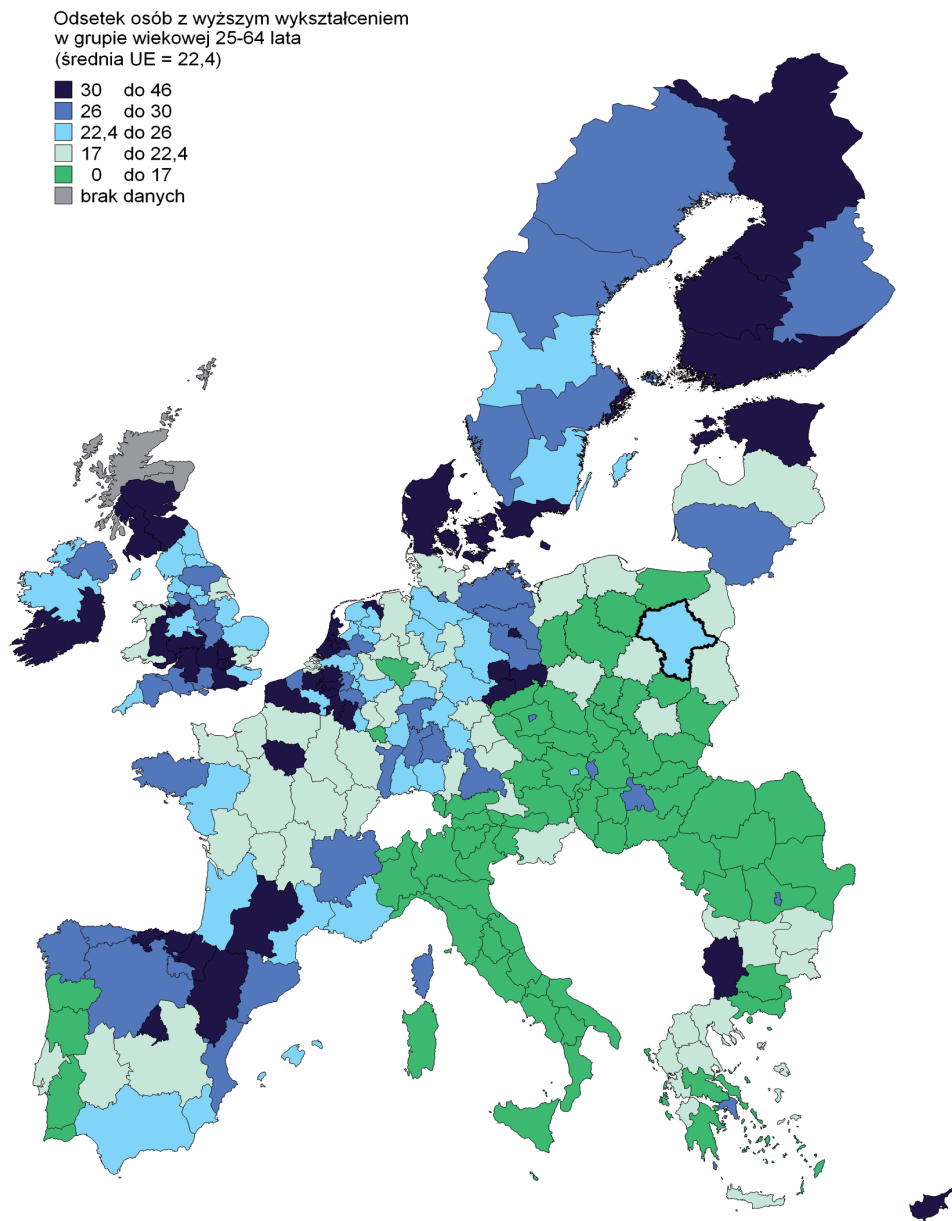 Odsetek osób z wyższym wykształceniem
w grupie wiekowej 25-64 lata
(średnia UE = 22,4)
30 do 46
26 do 30
22,4 do 26
17 do 22,4
0 do 17
brak danych